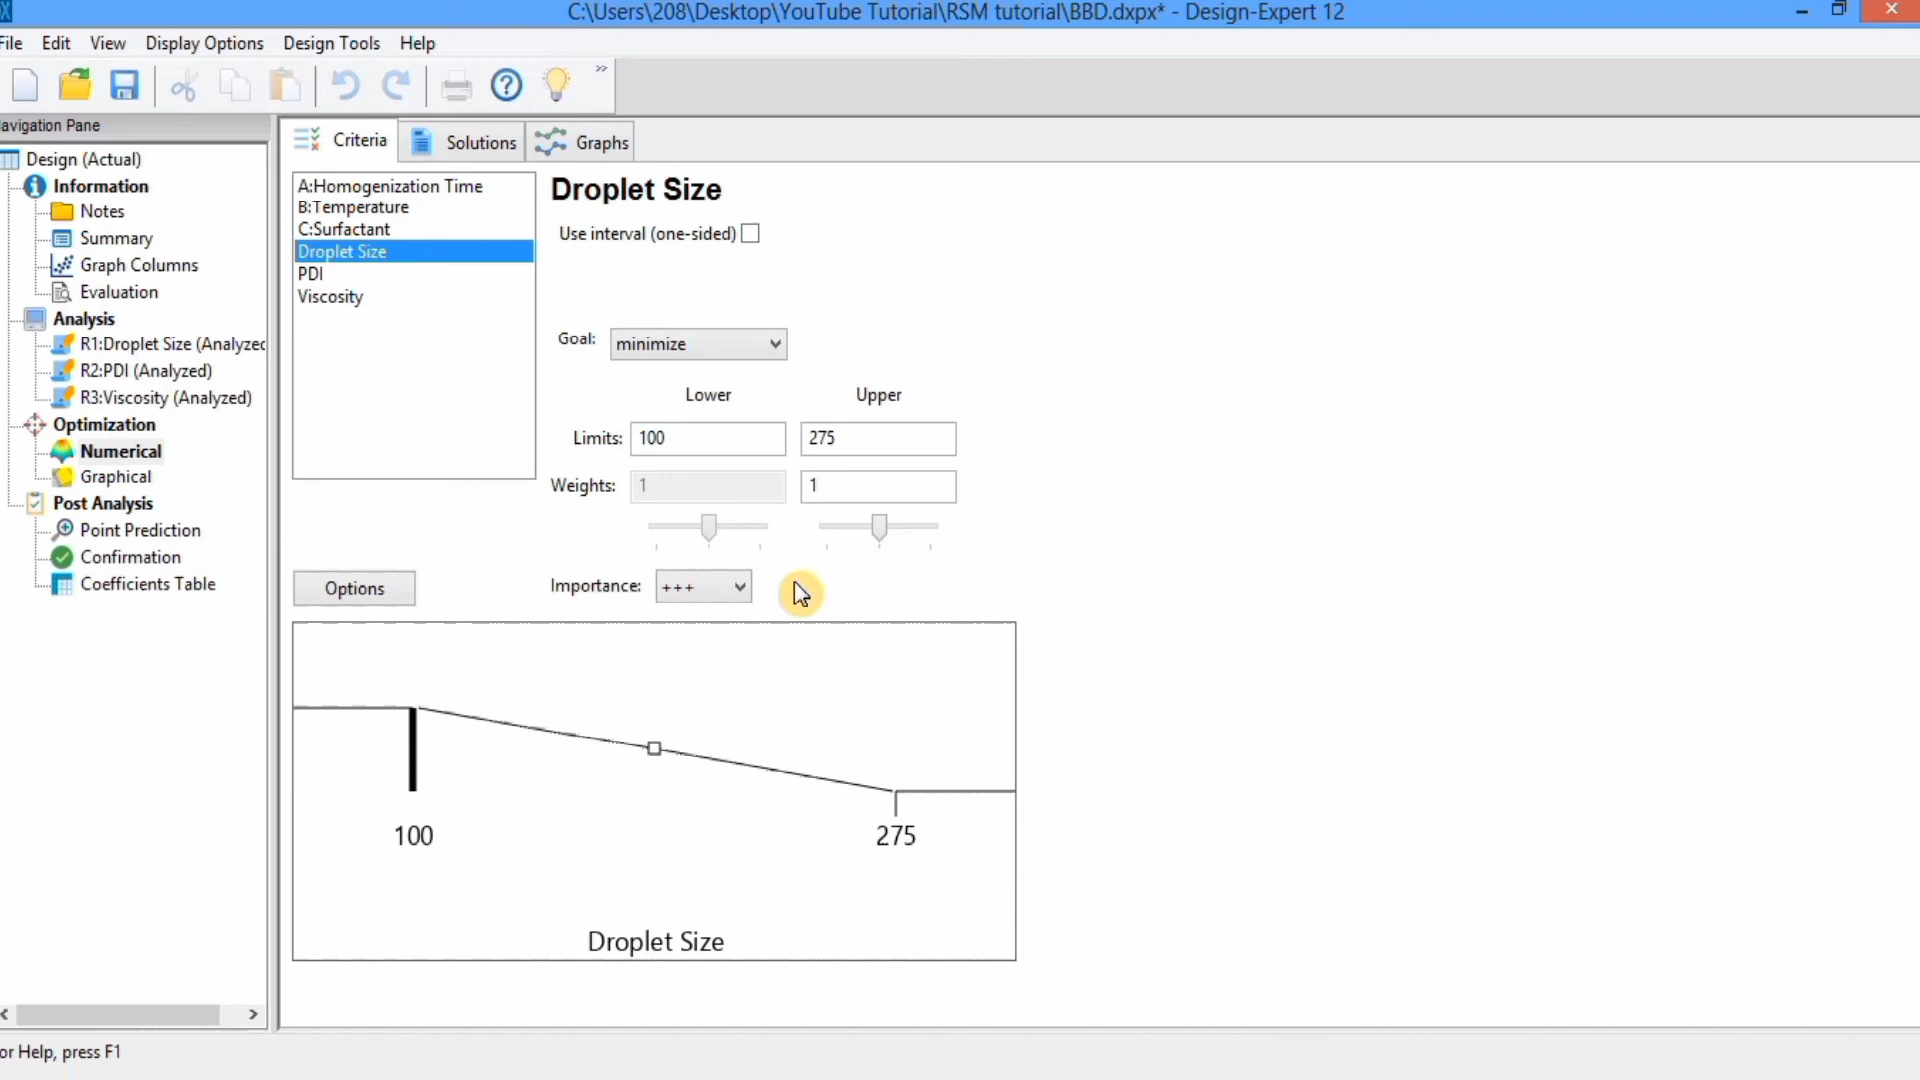 C:\Users\208\Desktop\YouTube Tutorial\RSM tutorial\BBD.dxpx* - Design-Expert 12
File Edit View Display Options Design Tools Help
avigation Pane
Design (Actual)
Information
Notes
Summary
Graph Columns
Evaluation
Analysis
R1:Droplet Size (Analyzed
R2:PDI (Analyzed)
R3:Viscosity (Analyzed)
Optimization
Numerical
Graphical
Post Analysis
Point Prediction
Confirmation
Coefficients Table
Criteria Solutions Graphs
A:Homogenization Time
B:Temperature
C:Surfactant
Droplet Size
PDI
Viscosity
Options
Droplet Size
Use interval (one-sided)
Goal: minimize
Lower Upper
Limits: 100 275
Weights: 1 1
Importance: +++
100 275
Droplet Size
or Help, press F1